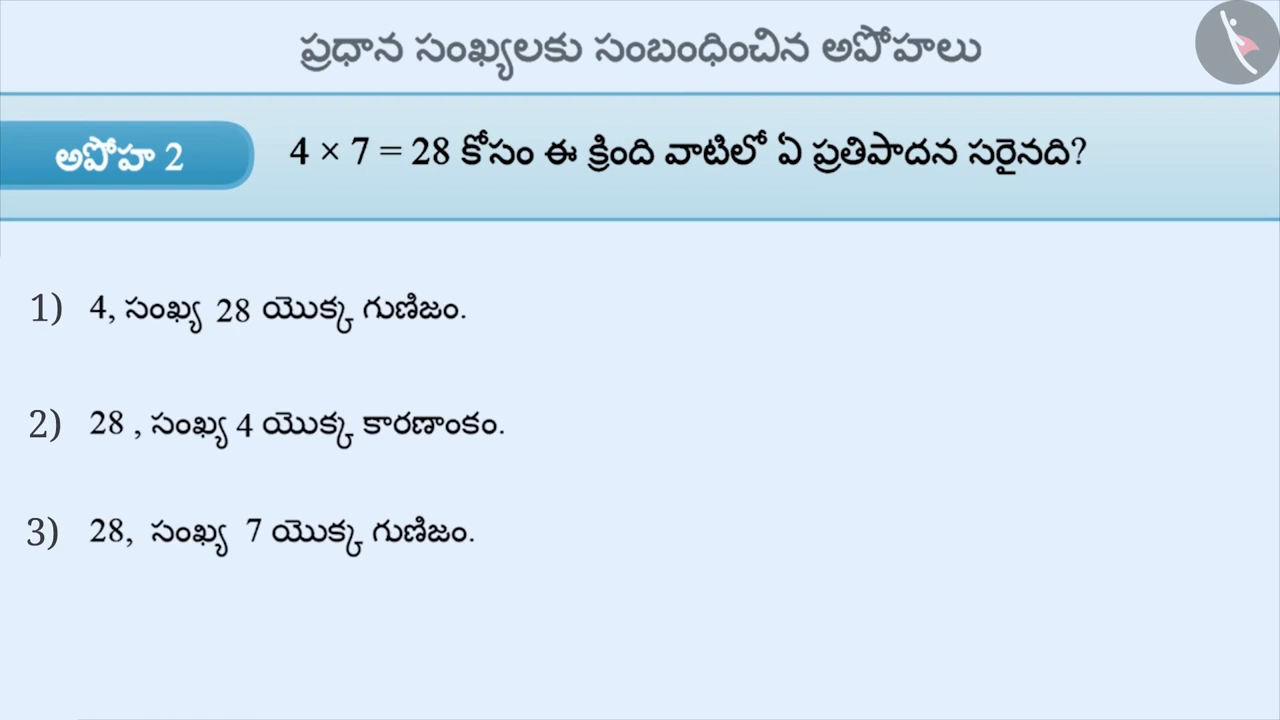 ప్రధాన సంఖ్యలకు సంబంధించిన అపోహలు
అపోహ 2
4 × 7 = 28 కోసం ఈ క్రింది వాటిలో ఏ ప్రతిపాదన సరైనది?
1) 4, సంఖ్య 28 యొక్క గుణిజం.
2) 28 , సంఖ్య 4 యొక్క కారణాంకం.
3) 28, సంఖ్య 7 యొక్క గుణిజం.